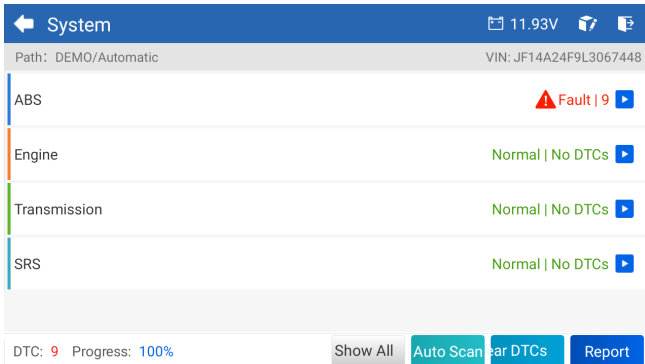 System 11.93V
Path: DEMO/Automatic VIN: JF14A24F9L3067448
ABS Fault | 9
Engine Normal | No DTCs
Transmission Normal | No DTCs
SRS Normal | No DTCs
DTC: 9 Progress: 100% Show All Auto Scan ear DTCs Report